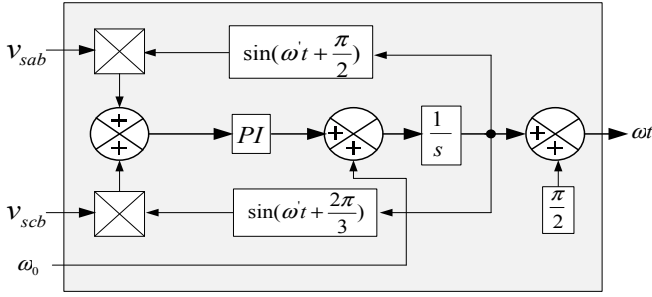 v_sab
sin(ω't + π/2)
+
+
PI
+
+
1/s
+
+
ωt
π/2
v_scb
sin(ω't + 2π/3)
ω_0